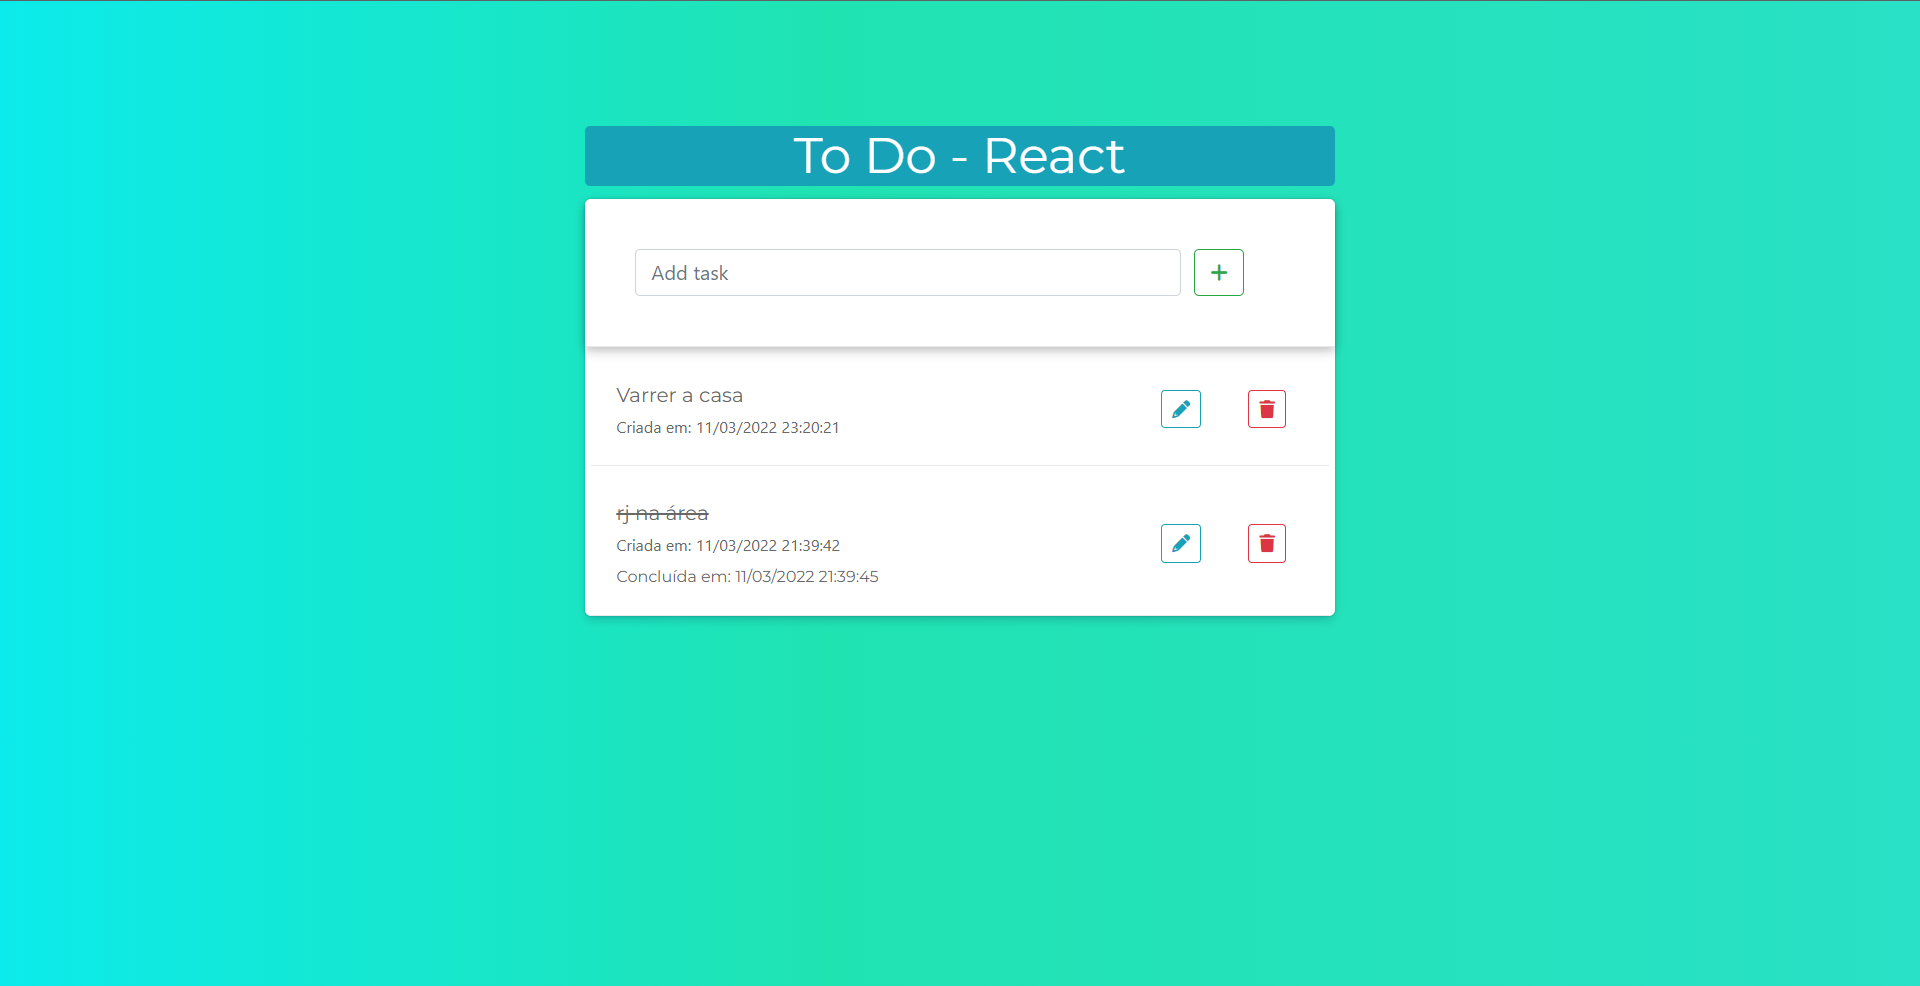 To Do - React
Add task
Varrer a casa
Criada em: 11/03/2022 23:20:21
rj na área
Criada em: 11/03/2022 21:39:42
Concluída em: 11/03/2022 21:39:45